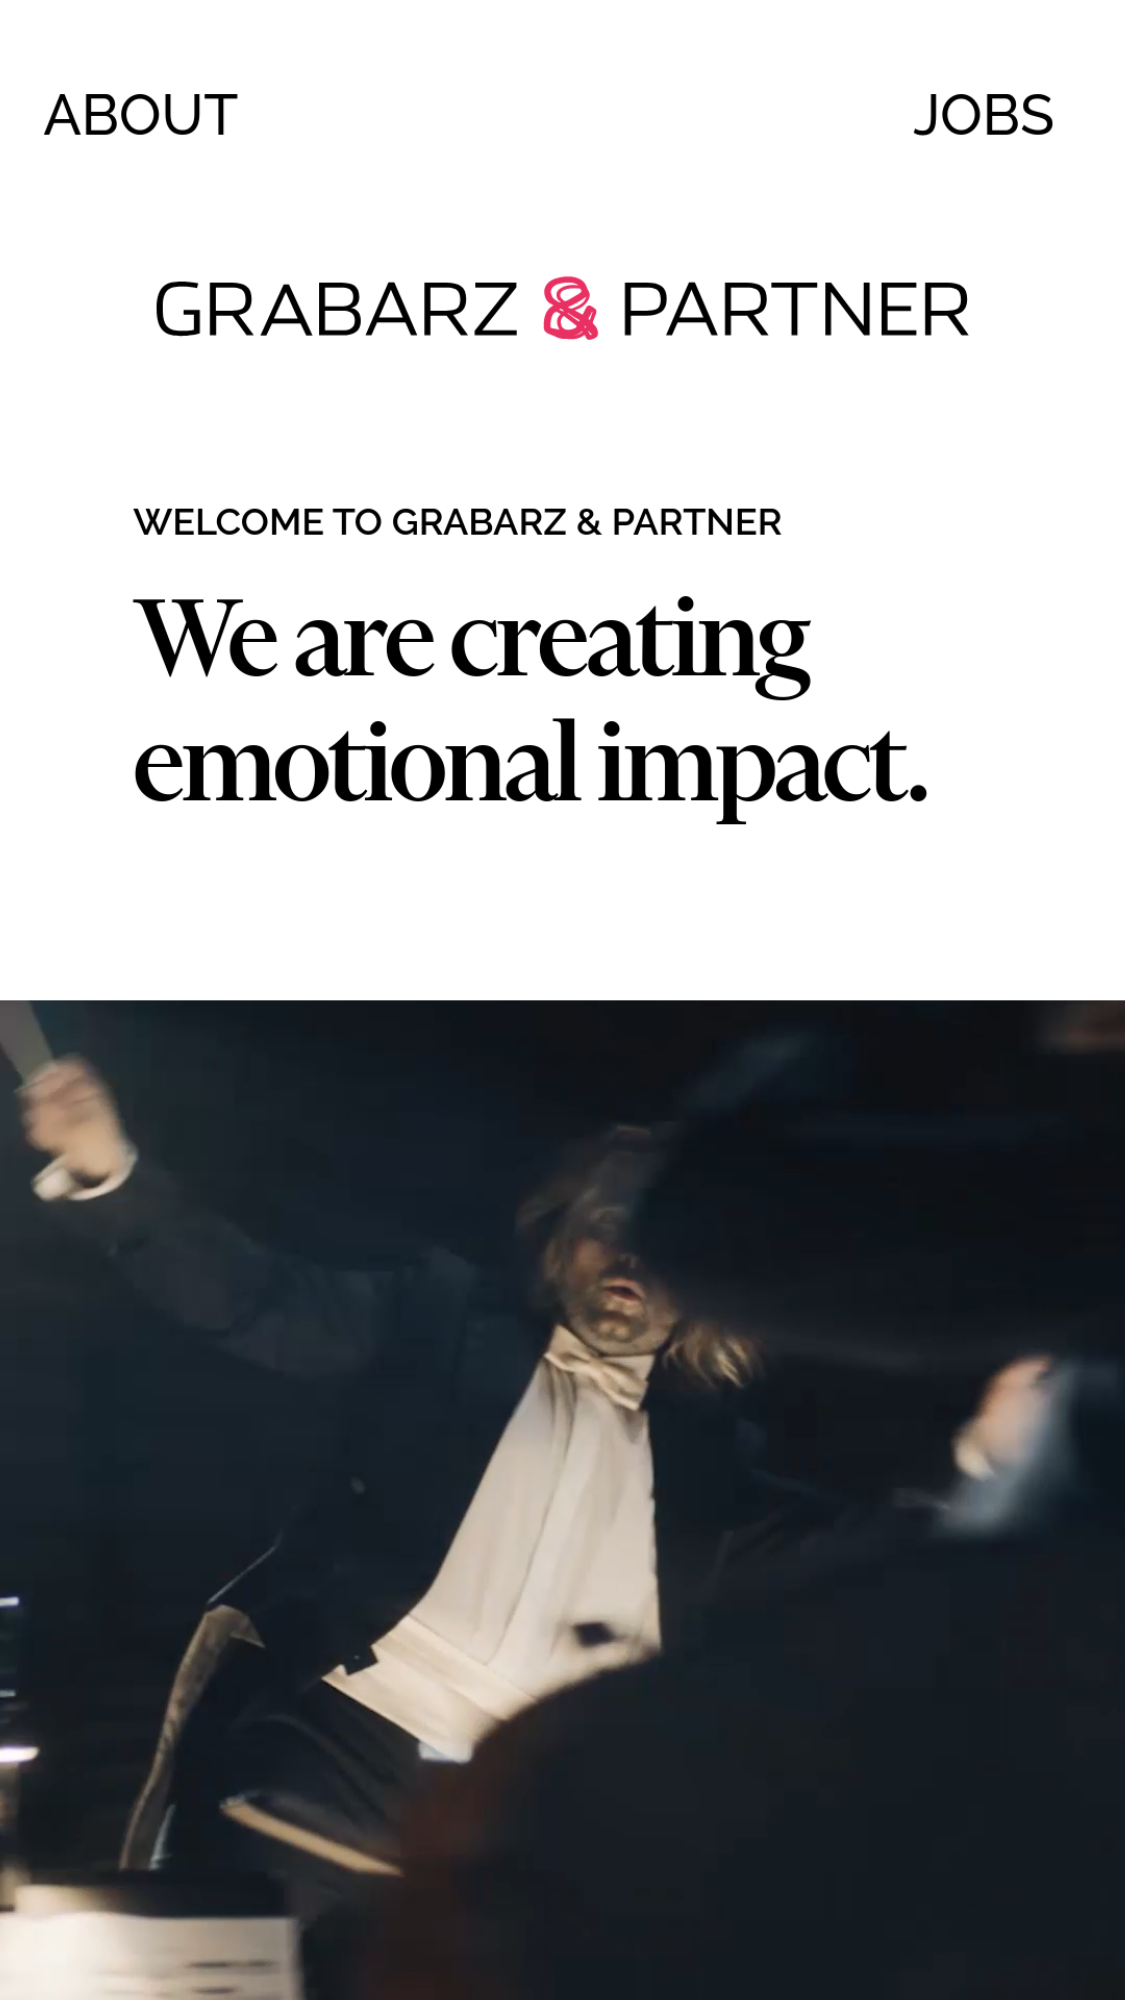 ABOUT
JOBS
GRABARZ & PARTNER
WELCOME TO GRABARZ & PARTNER
We are creating
emotional impact.